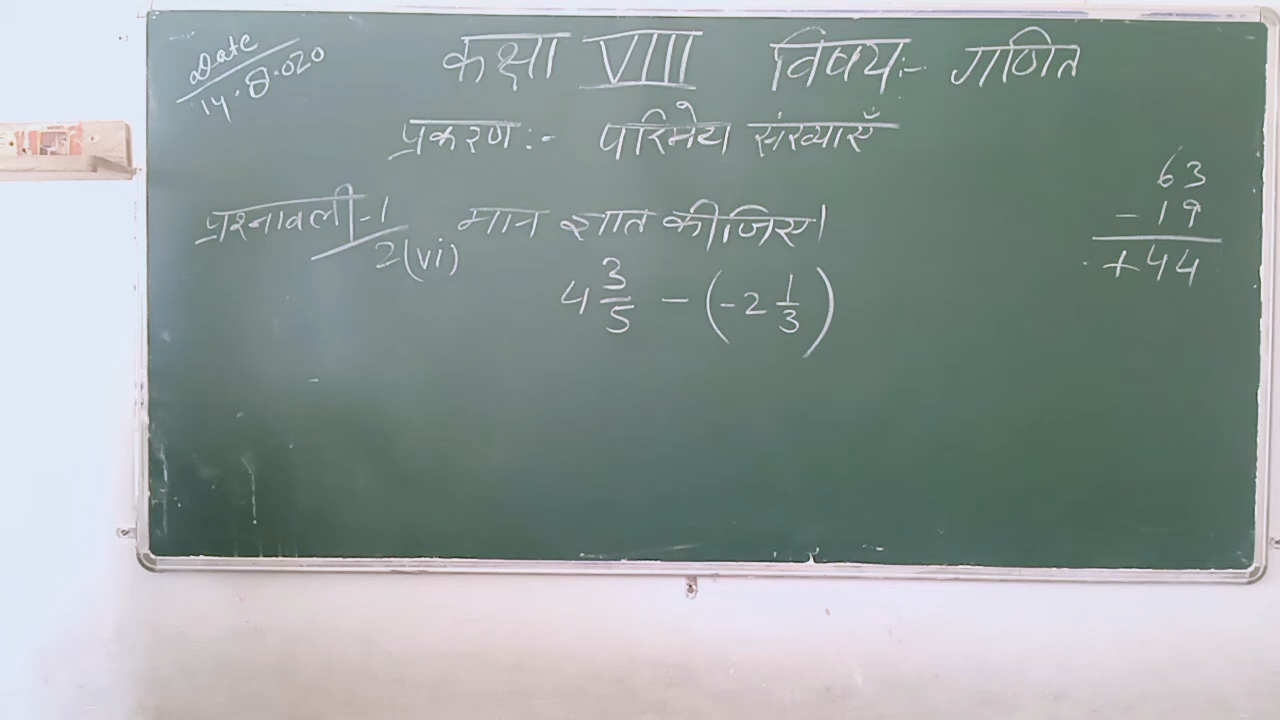 Date
14.8.020
कक्षा VIII विषय:- गणित
प्रकरण:- परिमेय संख्याएँ
प्रश्नावली-1
2(vi) मान ज्ञात कीजिए।
4 3/5 - (-2 1/3)
63
- 19
+44